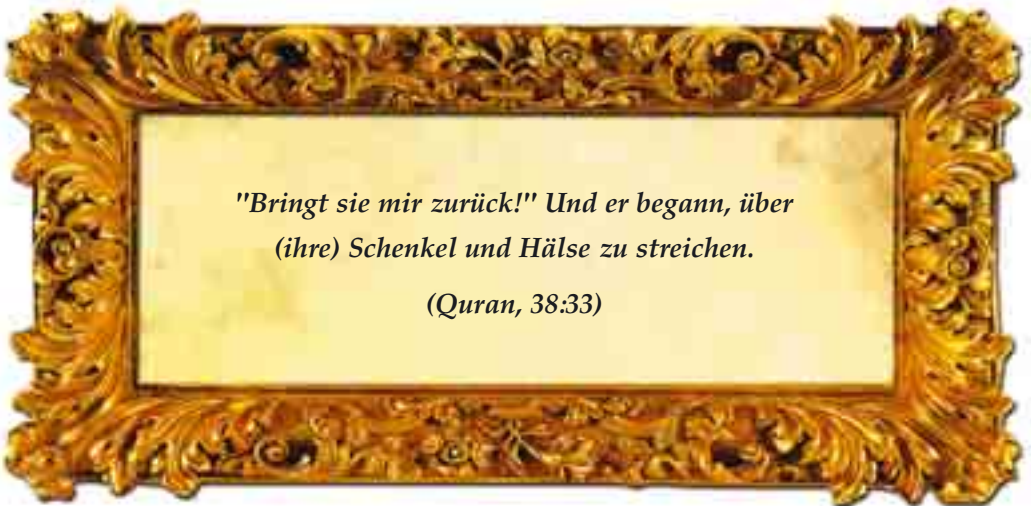 "Bringt sie mir zurück!" Und er begann, über
(ihre) Schenkel und Hälse zu streichen.
(Quran, 38:33)